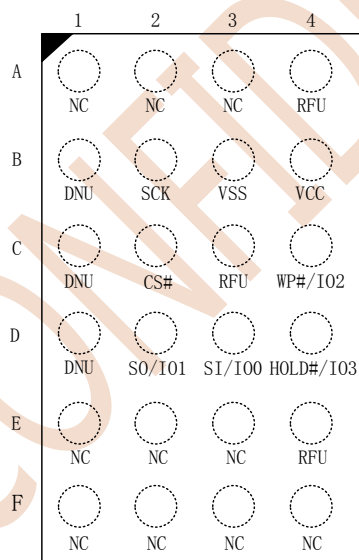 1 2 3 4
A
NC NC NC RFU
B
DNU SCK VSS VCC
C
DNU CS# RFU WP#/IO2
D
DNU SO/IO1 SI/IO0 HOLD#/IO3
E
NC NC NC RFU
F
NC NC NC NC